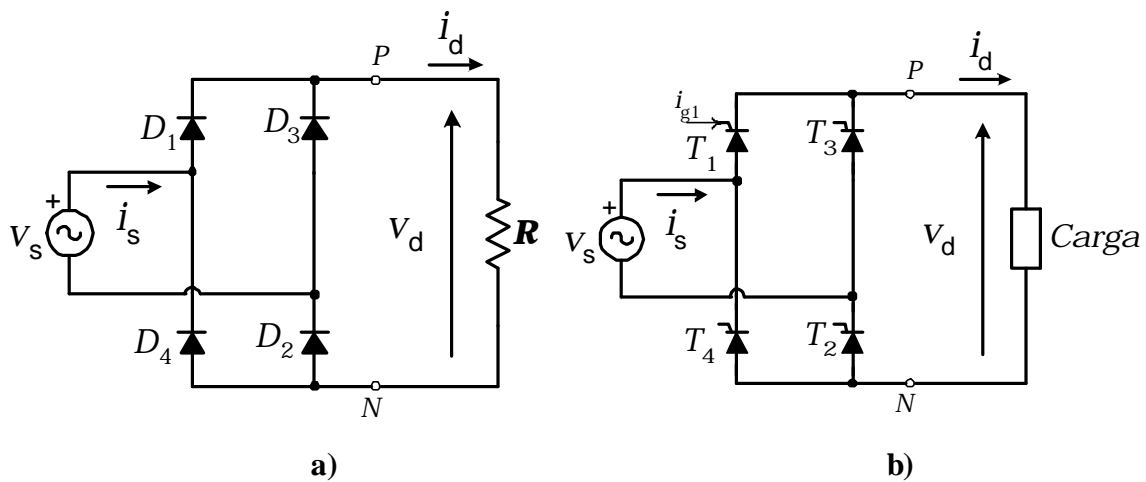 i_d
P
D_1
D_3
+
v_s
i_s
v_d
R
D_4
D_2
N
a)
i_d
P
i_g1
T_1
T_3
+
v_s
i_s
v_d
Carga
T_4
T_2
N
b)